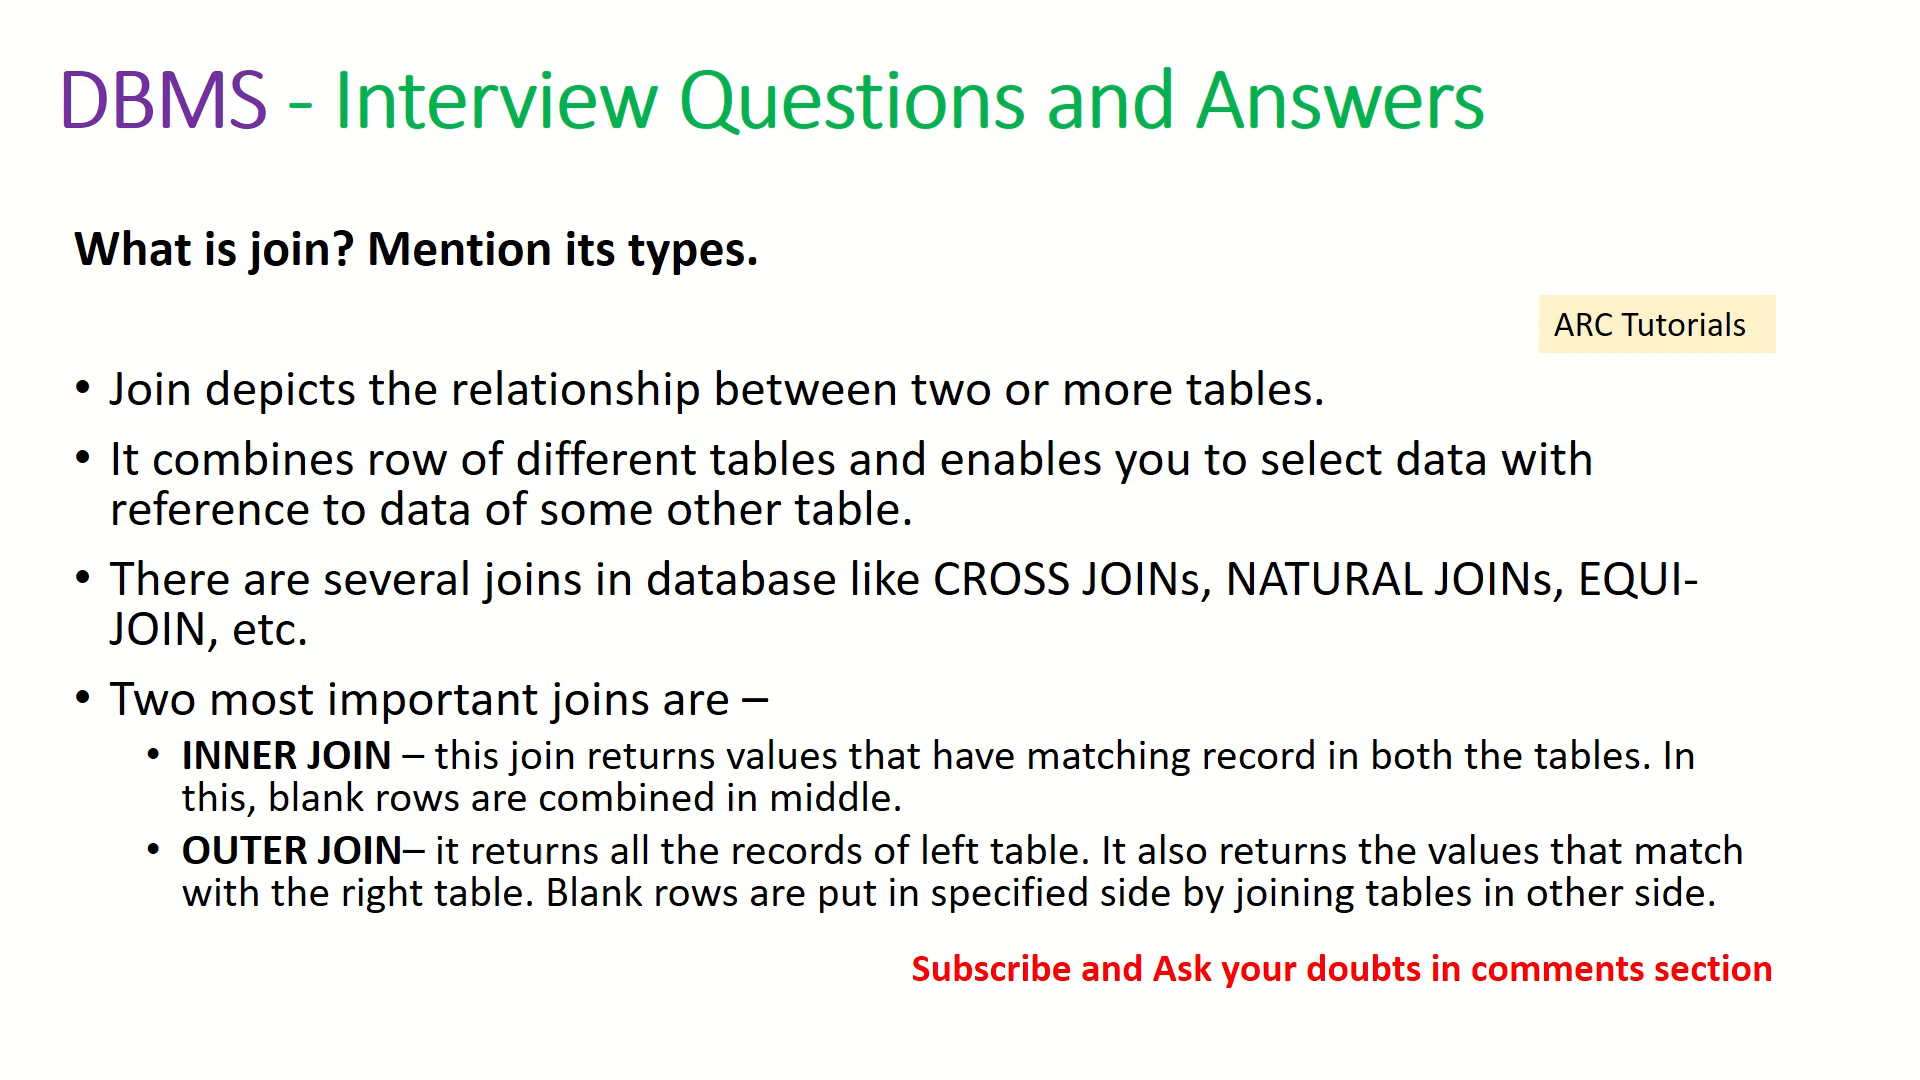 DBMS - Interview Questions and Answers
What is join? Mention its types.
ARC Tutorials
• Join depicts the relationship between two or more tables.
• It combines row of different tables and enables you to select data with
reference to data of some other table.
• There are several joins in database like CROSS JOINs, NATURAL JOINs, EQUI-
JOIN, etc.
• Two most important joins are –
• INNER JOIN – this join returns values that have matching record in both the tables. In
this, blank rows are combined in middle.
• OUTER JOIN– it returns all the records of left table. It also returns the values that match
with the right table. Blank rows are put in specified side by joining tables in other side.
Subscribe and Ask your doubts in comments section